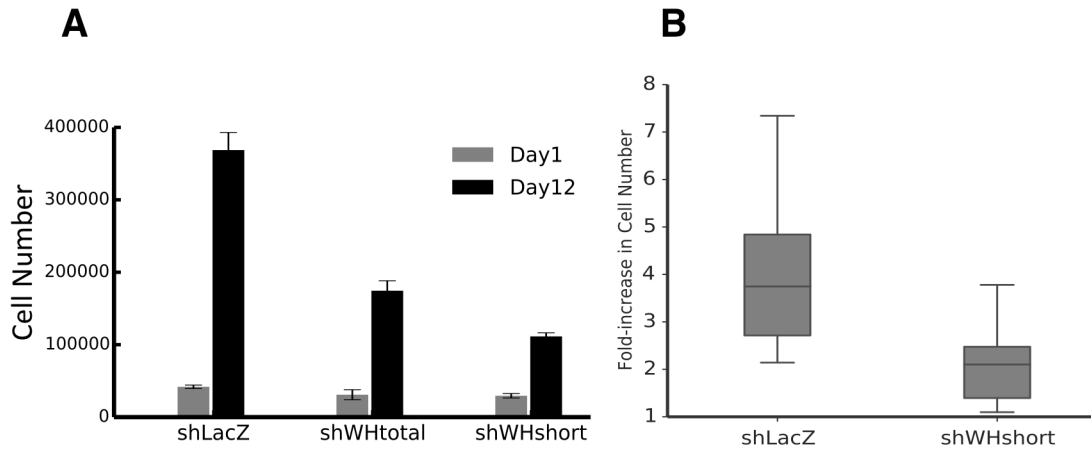 A
Cell Number
400000
300000
200000
100000
0
Day1
Day12
shLacZ
shWHtotal
shWHshort
B
Fold-increase in Cell Number
8
7
6
5
4
3
2
1
shLacZ
shWHshort